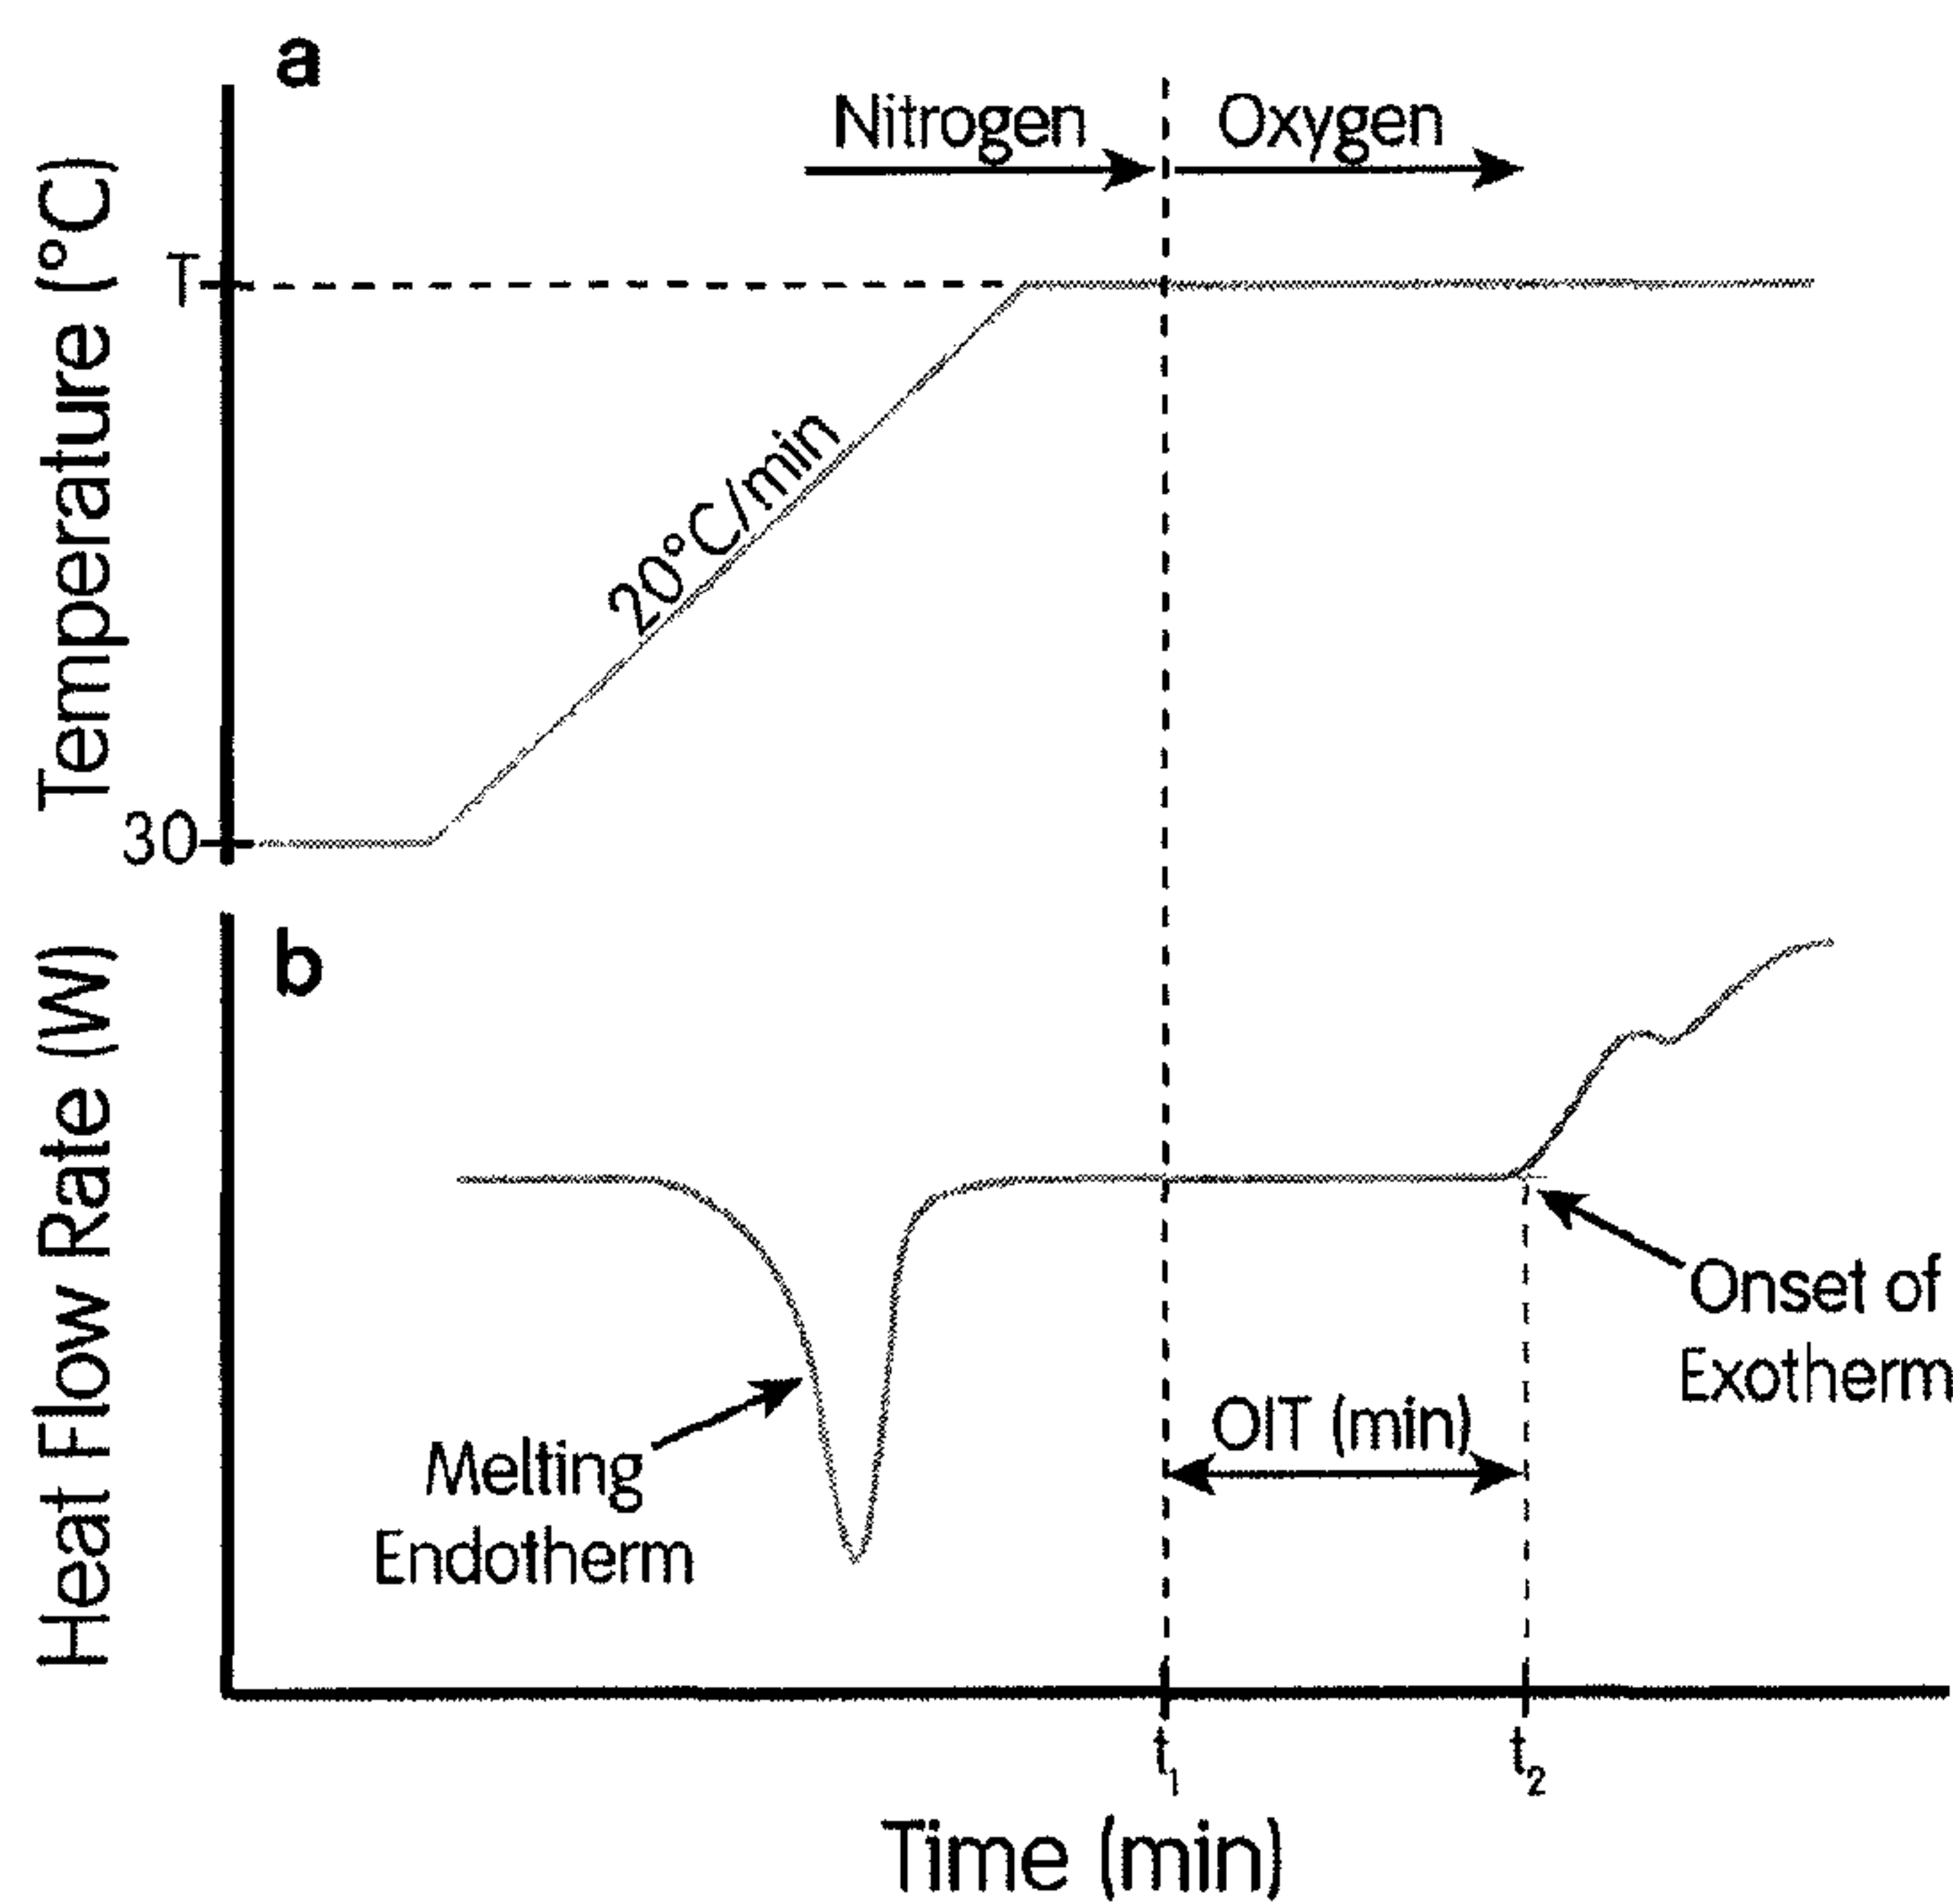 a
Nitrogen
Oxygen
Temperature (°C)
T
20°C/min
30
b
Heat Flow Rate (W)
Onset of
Exotherm
OIT (min)
Melting
Endotherm
t₁
t₂
Time (min)